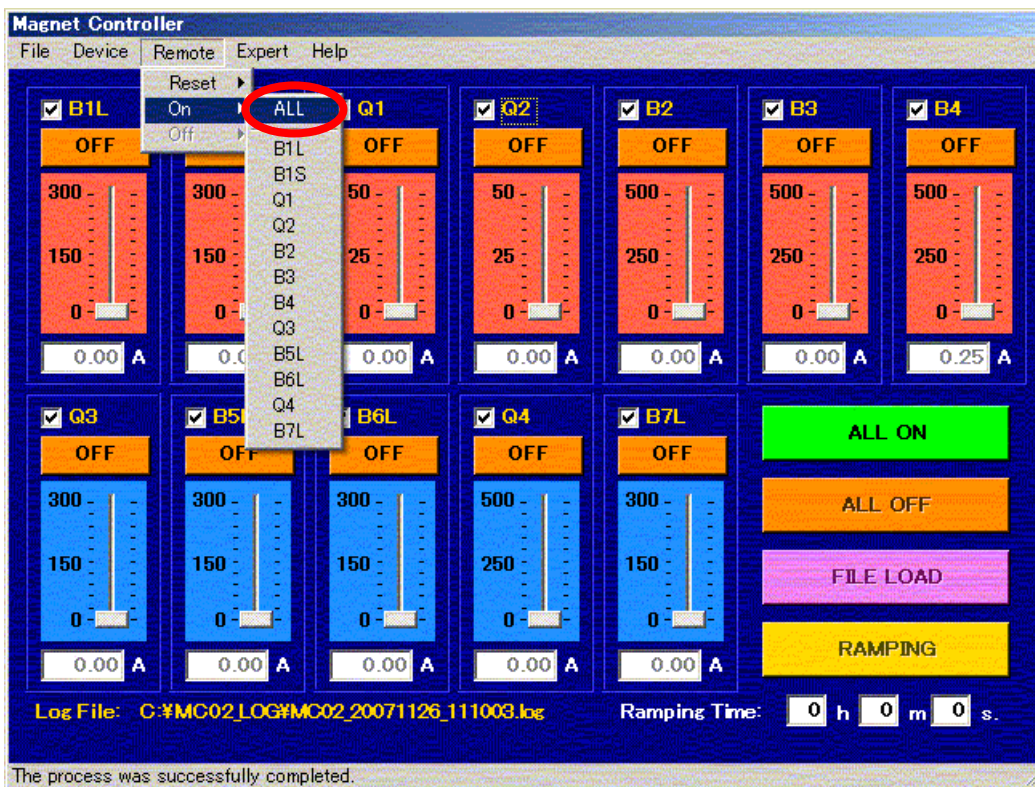 Magnet Controller
File Device Remote Expert Help
Reset
On
Off
ALL
B1L
B1S
Q1
Q2
B2
B3
B4
Q3
B5L
B6L
Q4
B7L
B1L Q1 Q2 B2 B3 B4
OFF OFF OFF OFF OFF OFF
300 300 50 50 500 500 500
150 150 25 25 250 250 250
0 0 0 0 0 0 0
0.00 A 0.00 A 0.00 A 0.00 A 0.00 A 0.25 A
Q3 B6L Q4 B7L
OFF OFF OFF OFF OFF
300 300 300 500 300
150 150 150 250 150
0 0 0 0 0
0.00 A 0.00 A 0.00 A 0.00 A 0.00 A
ALL ON
ALL OFF
FILE LOAD
RAMPING
Log File: C:¥MC02_LOG¥MC02_20071126_111003.log Ramping Time: 0 h 0 m 0 s.
The process was successfully completed.